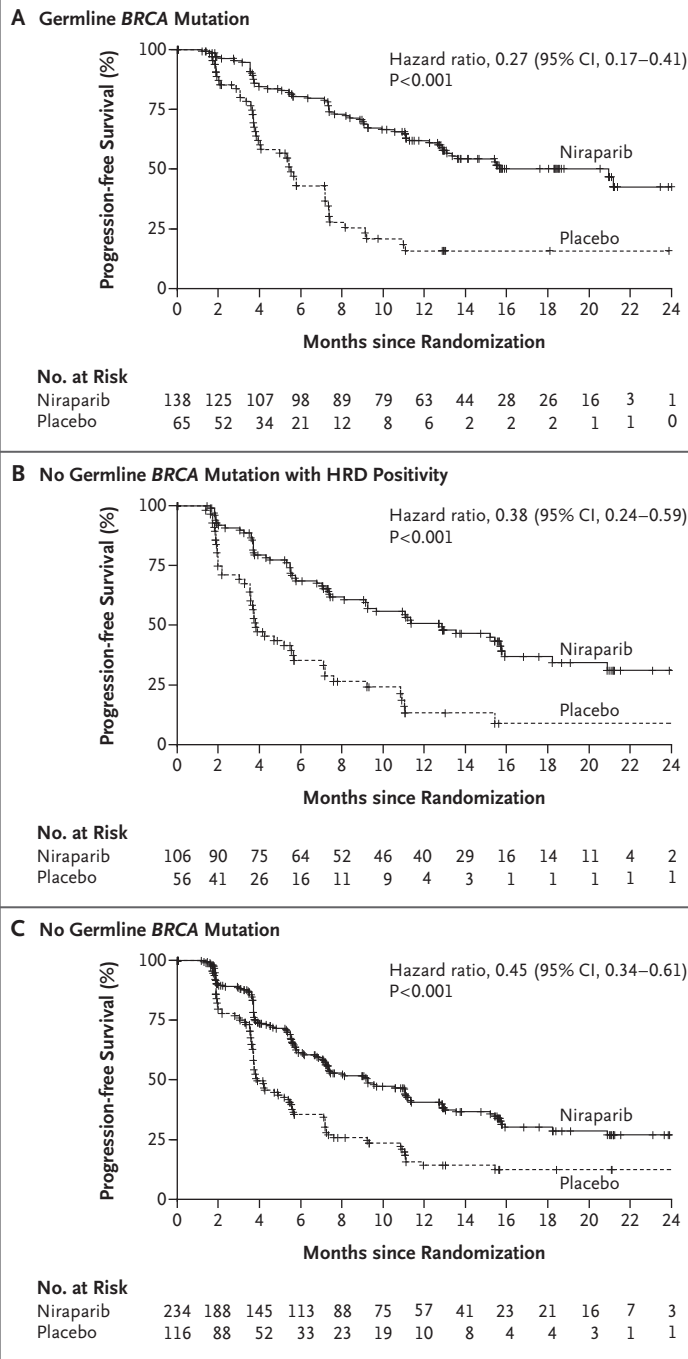 A Germline BRCA Mutation
Hazard ratio, 0.27 (95% CI, 0.17–0.41)
P<0.001
Progression-free Survival (%)
100
75
50
25
0
Niraparib
Placebo
0 2 4 6 8 10 12 14 16 18 20 22 24
Months since Randomization
No. at Risk
Niraparib 138 125 107 98 89 79 63 44 28 26 16 3 1
Placebo 65 52 34 21 12 8 6 2 2 2 1 1 0
B No Germline BRCA Mutation with HRD Positivity
Hazard ratio, 0.38 (95% CI, 0.24–0.59)
P<0.001
Progression-free Survival (%)
100
75
50
25
0
Niraparib
Placebo
0 2 4 6 8 10 12 14 16 18 20 22 24
Months since Randomization
No. at Risk
Niraparib 106 90 75 64 52 46 40 29 16 14 11 4 2
Placebo 56 41 26 16 11 9 4 3 1 1 1 1 1
C No Germline BRCA Mutation
Hazard ratio, 0.45 (95% CI, 0.34–0.61)
P<0.001
Progression-free Survival (%)
100
75
50
25
0
Niraparib
Placebo
0 2 4 6 8 10 12 14 16 18 20 22 24
Months since Randomization
No. at Risk
Niraparib 234 188 145 113 88 75 57 41 23 21 16 7 3
Placebo 116 88 52 33 23 19 10 8 4 4 3 1 1